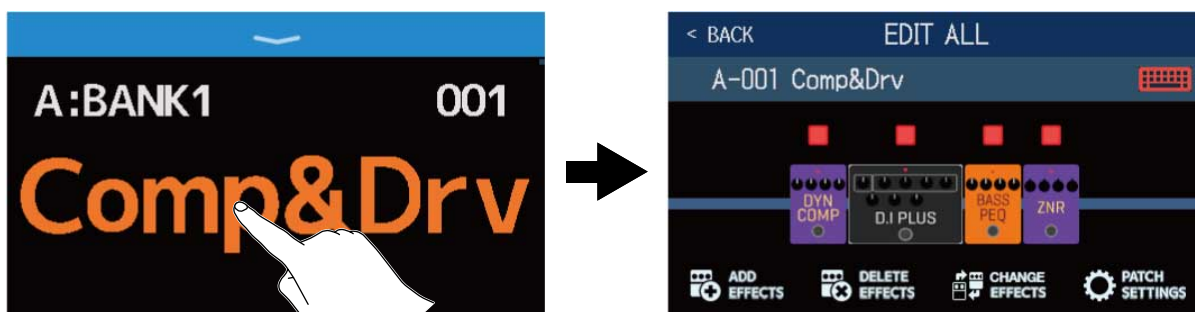 A:BANK1 001
Comp&Drv
< BACK EDIT ALL
A-001 Comp&Drv
DYN
COMP
D.I PLUS
BASS
PEQ
ZNR
ADD
EFFECTS
DELETE
EFFECTS
CHANGE
EFFECTS
PATCH
SETTINGS